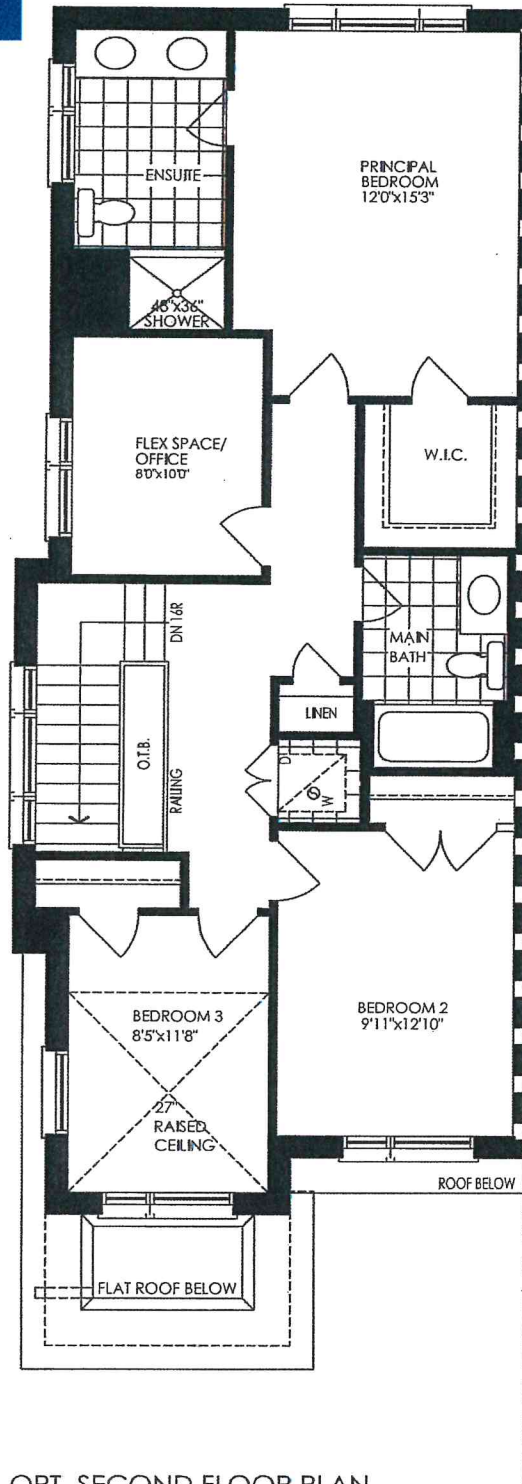 ENSUITE
PRINCIPAL
BEDROOM
12'0"x15'3"
48"x36"
SHOWER
FLEX SPACE/
OFFICE
8'0"x10'0"
W.I.C.
DN 16R
MAIN
BATH
LINEN
O.T.B.
RAILING
D
W
BEDROOM 3
8'5"x11'8"
BEDROOM 2
9'11"x12'10"
27"
RAISED
CEILING
ROOF BELOW
FLAT ROOF BELOW
OPT. SECOND FLOOR PLAN